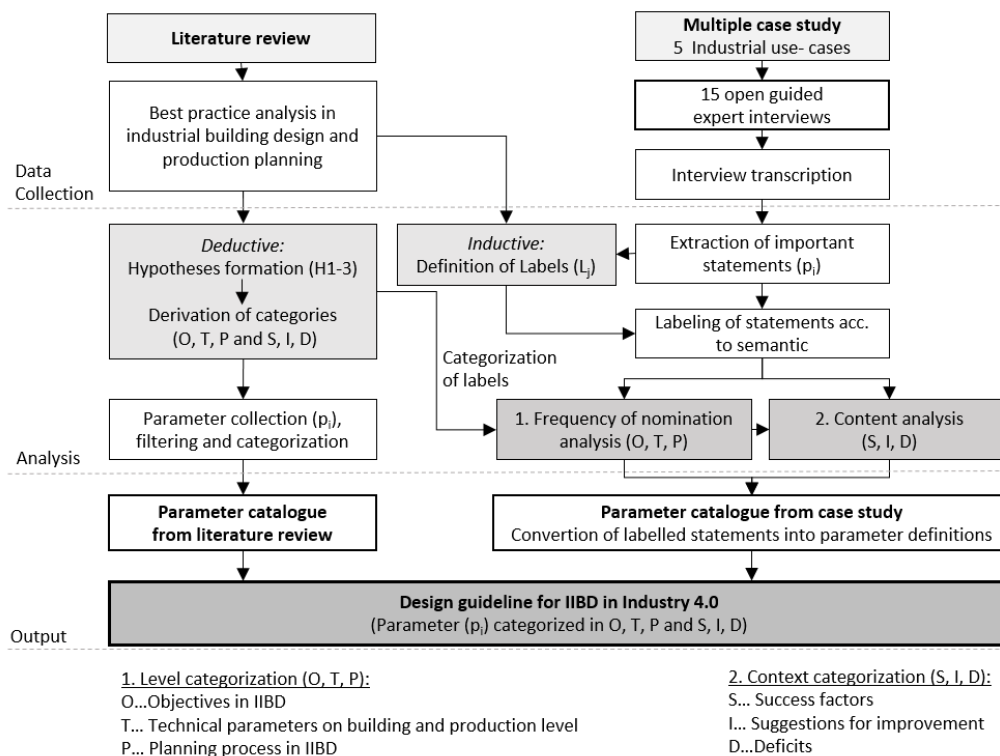 Literature review
Multiple case study
5 Industrial use- cases
Best practice analysis in
industrial building design and
production planning
15 open guided
expert interviews
Interview transcription
Data
Collection
Deductive:
Hypotheses formation (H1-3)
Derivation of categories
(O, T, P and S, I, D)
Inductive:
Definition of Labels (Lj)
Extraction of important
statements (pi)
Labeling of statements acc.
to semantic
Categorization
of labels
Parameter collection (pi),
filtering and categorization
1. Frequency of nomination
analysis (O, T, P)
2. Content analysis
(S, I, D)
Analysis
Parameter catalogue
from literature review
Parameter catalogue from case study
Convertion of labelled statements into parameter definitions
Design guideline for IIBD in Industry 4.0
(Parameter (pi) categorized in O, T, P and S, I, D)
Output
1. Level categorization (O, T, P):
O...Objectives in IIBD
T... Technical parameters on building and production level
P... Planning process in IIBD
2. Context categorization (S, I, D):
S... Success factors
I... Suggestions for improvement
D...Deficits